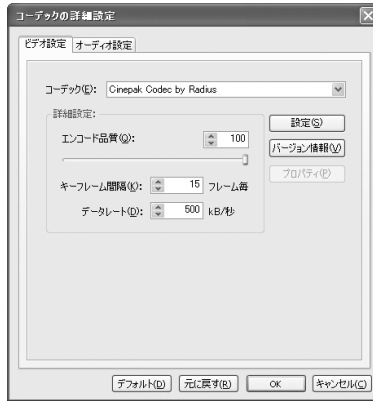 コーデックの詳細設定
ビデオ設定 オーディオ設定
コーデック(E): Cinepak Codec by Radius
詳細設定:
エンコード品質(Q): 100
設定(S)
バージョン情報(V)
プロパティ(P)
キーフレーム間隔(K): 15 フレーム毎
データレート(D): 500 kB/秒
デフォルト(D) 元に戻す(R) OK キャンセル(C)